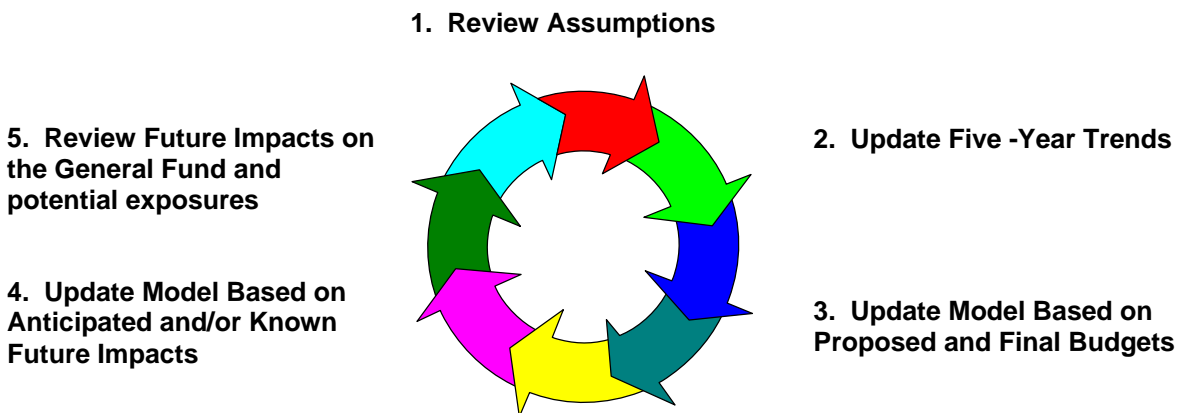 1. Review Assumptions
2. Update Five -Year Trends
3. Update Model Based on
Proposed and Final Budgets
4. Update Model Based on
Anticipated and/or Known
Future Impacts
5. Review Future Impacts on
the General Fund and
potential exposures